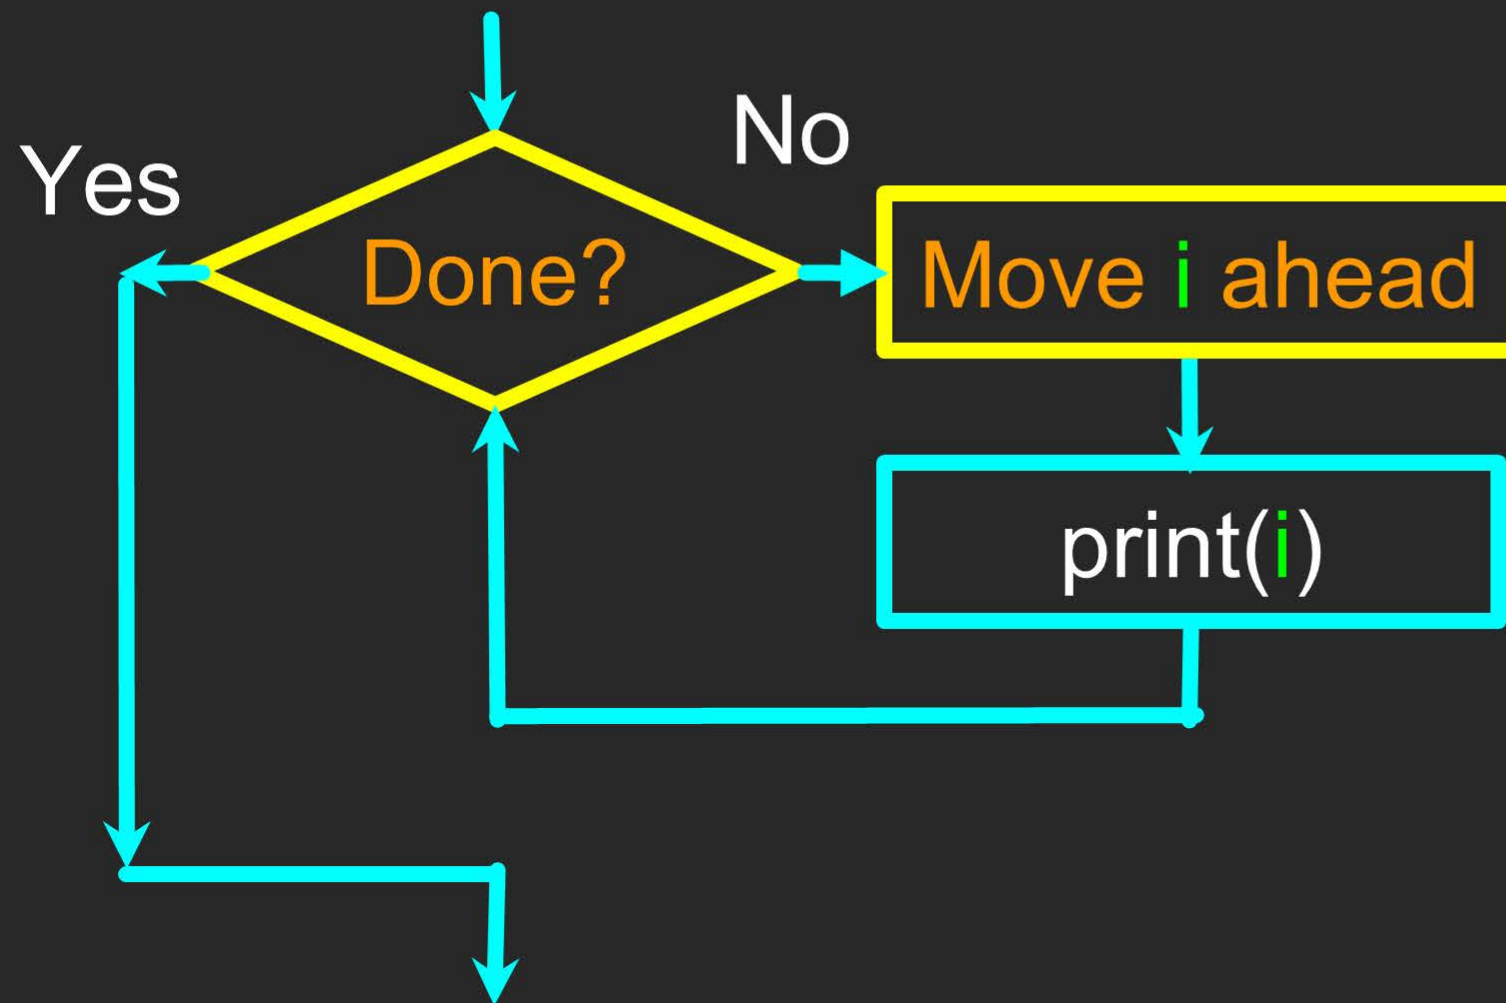 Yes
No
Done?
Move i ahead
print(i)